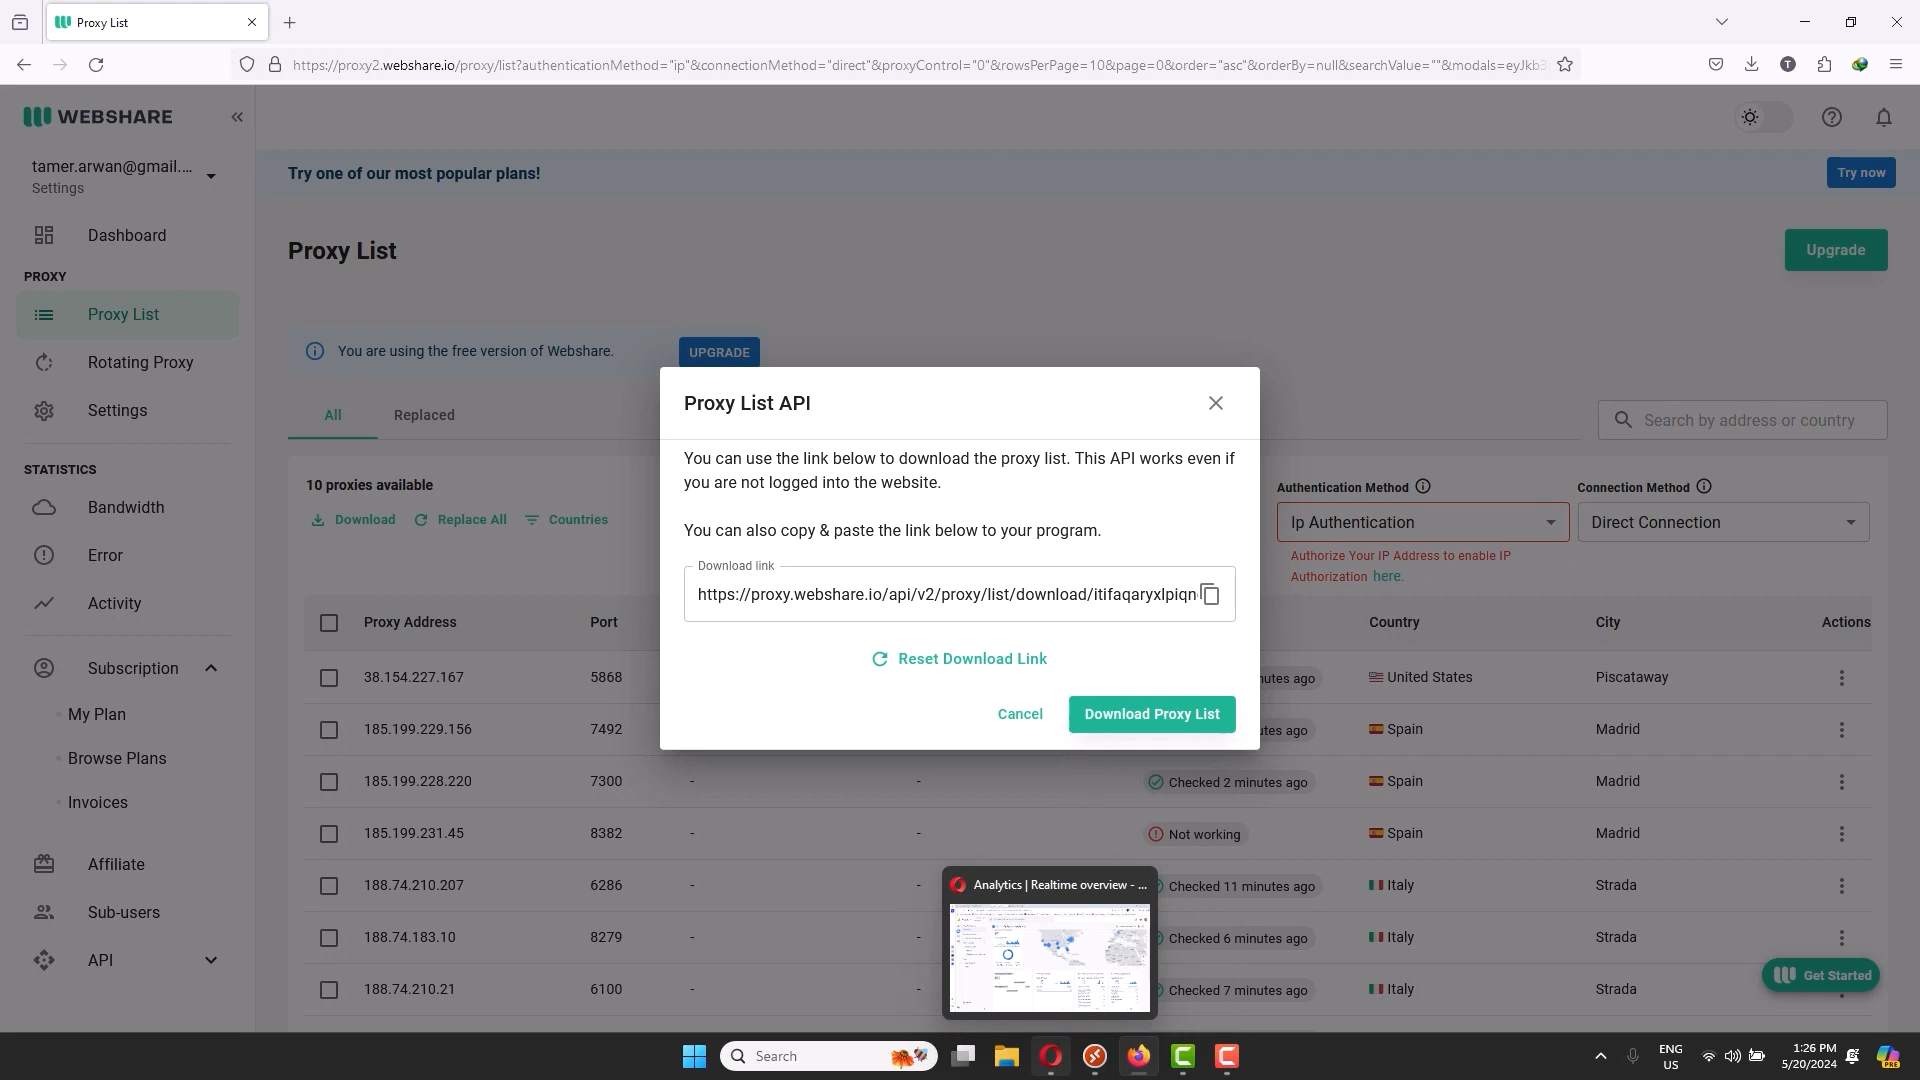 Proxy List
https://proxy2.webshare.io/proxy/list?authenticationMethod="ip"&connectionMethod="direct"&proxyControl="0"&rowsPerPage=10&page=0&order="asc"&orderBy=null&searchValue=""&modals=eyJkb3
WEBSHARE
tamer.arwan@gmail....
Settings
Try one of our most popular plans!
Try now
Dashboard
Proxy List
Upgrade
PROXY
Proxy List
Rotating Proxy
Settings
You are using the free version of Webshare.
UPGRADE
All
Replaced
Search by address or country
Proxy List API
You can use the link below to download the proxy list. This API works even if
you are not logged into the website.
You can also copy & paste the link below to your program.
Download link
https://proxy.webshare.io/api/v2/proxy/list/download/itifaqaryxlpiqn
Reset Download Link
Cancel
Download Proxy List
STATISTICS
Bandwidth
Error
Activity
Subscription
My Plan
Browse Plans
Invoices
Affiliate
Sub-users
API
10 proxies available
Download
Replace All
Countries
Authentication Method
Connection Method
Ip Authentication
Direct Connection
Authorize Your IP Address to enable IP
Authorization here.
Proxy Address Port Country City Actions
38.154.227.167 5868 nutes ago United States Piscataway
185.199.229.156 7492 utes ago Spain Madrid
185.199.228.220 7300 - - Checked 2 minutes ago Spain Madrid
185.199.231.45 8382 - - Not working Spain Madrid
188.74.210.207 6286 - - Checked 11 minutes ago Italy Strada
188.74.183.10 8279 - Checked 6 minutes ago Italy Strada
188.74.210.21 6100 - - Checked 7 minutes ago Italy Strada
Analytics | Realtime overview - ...
Get Started
Search
ENG
US
1:26 PM
5/20/2024
PRE